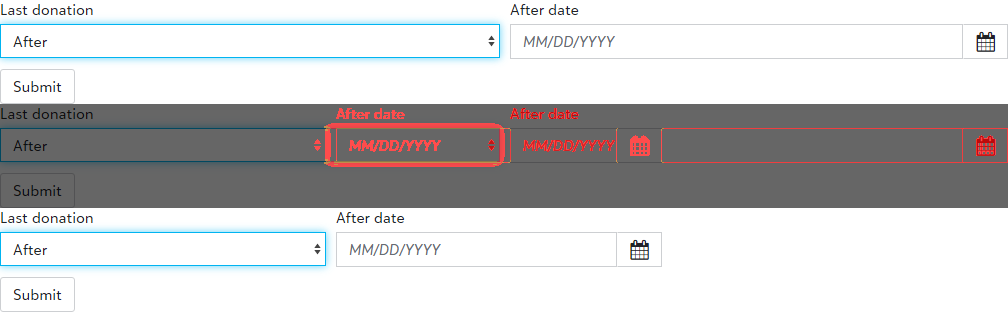 Last donation After date
After MM/DD/YYYY
Submit
Last donation After date After date
After MM/DD/YYYY MM/DD/YYYY
Submit
Last donation After date
After MM/DD/YYYY
Submit